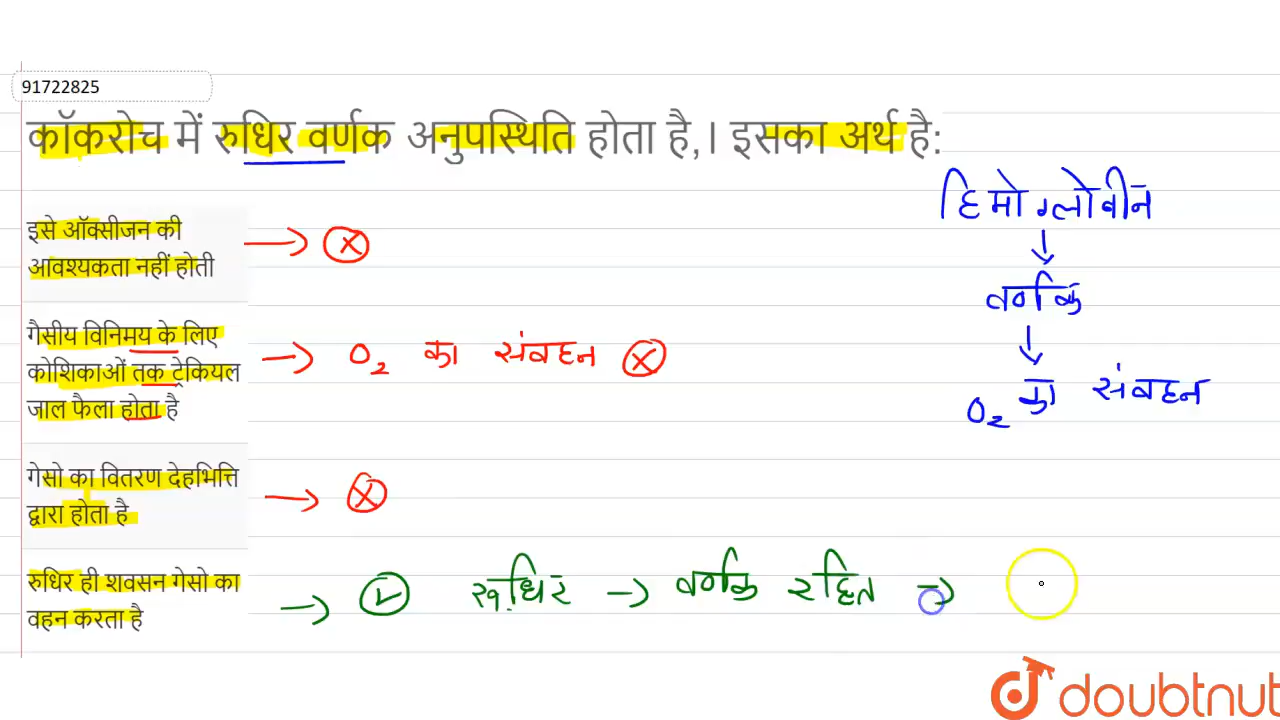 91722825
कॉकरोच में रुधिर वर्णक अनुपस्थिति होता है,। इसका अर्थ है:
हिमोग्लोवीन
इसे ऑक्सीजन की
आवश्यकता नहीं होती
वर्णक
गैसीय विनिमय के लिए
कोशिकाओं तक ट्रेकियल
जाल फैला होता है
O₂ का संवहन
O₂ का संवहन
गेसो का वितरण देहभित्ति
द्वारा होता है
रुधिर ही शवसन गेसो का
वहन करता है
रुधिर → वर्णक रहित →
doubtnut